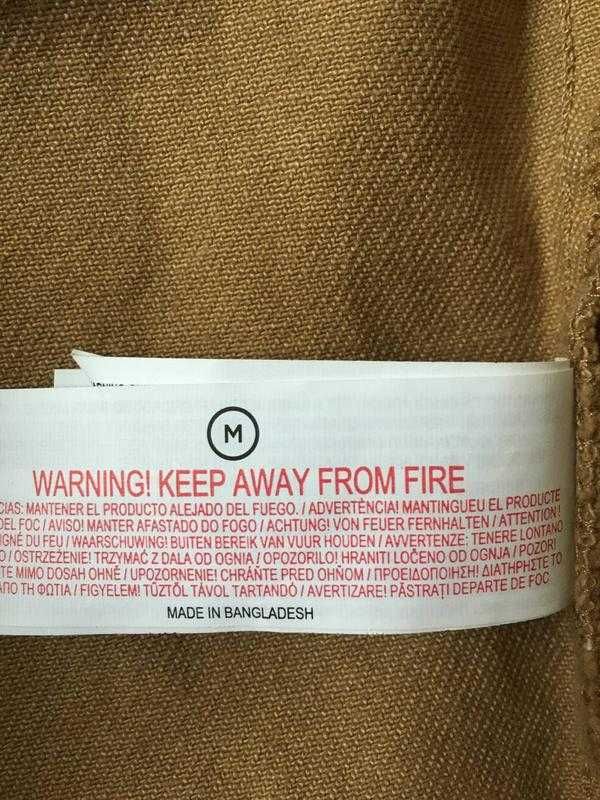 M
WARNING! KEEP AWAY FROM FIRE
CIAS: MANTENER EL PRODUCTO ALEJADO DEL FUEGO. / ADVERTÈNCIA! MANTINGUEU EL PRODUCTE
DEL FOC / AVISO! MANTER AFASTADO DO FOGO / ACHTUNG! VON FEUER FERNHALTEN / ATTENTION !
IGNÉ DU FEU / WAARSCHUWING! BUITEN BEREIK VAN VUUR HOUDEN / AVVERTENZE: TENERE LONTANO
O / OSTRZEŻENIE! TRZYMAĆ Z DALA OD OGNIA / OPOZORILO! HRANITI LOČENO OD OGNJA / POZOR!
TE MIMO DOSAH OHNĚ / UPOZORNENIE! CHRÁŇTE PRED OHŇOM / ΠΡΟΕΙΔΟΠΟΙΗΣΗ! ΔΙΑΤΗΡΗΣΤΕ ΤΟ
ΑΠΟ ΤΗ ΦΩΤΙΑ / FIGYELEM! TŰZTŐL TÁVOL TARTANDÓ / AVERTIZARE! PĂSTRAȚI DEPARTE DE FOC.
MADE IN BANGLADESH